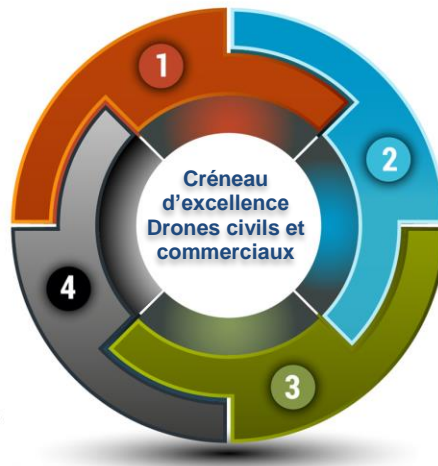 1
2
Créneau
d'excellence
Drones civils et
commerciaux
4
3